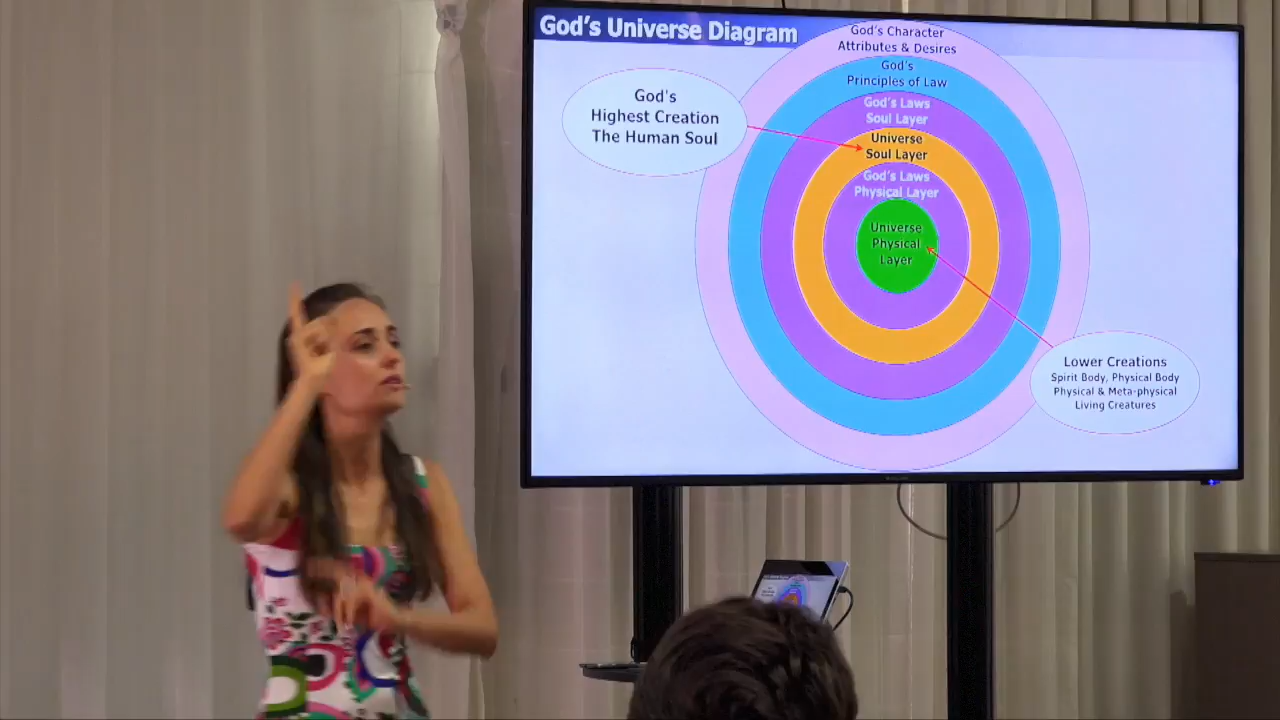 God's Universe Diagram
God's Character
Attributes & Desires
God's
Principles of Law
God's Laws
Soul Layer
Universe
Soul Layer
God's Laws
Physical Layer
Universe
Physical
Layer
God's
Highest Creation
The Human Soul
Lower Creations
Spirit Body, Physical Body
Physical & Meta-physical
Living Creatures